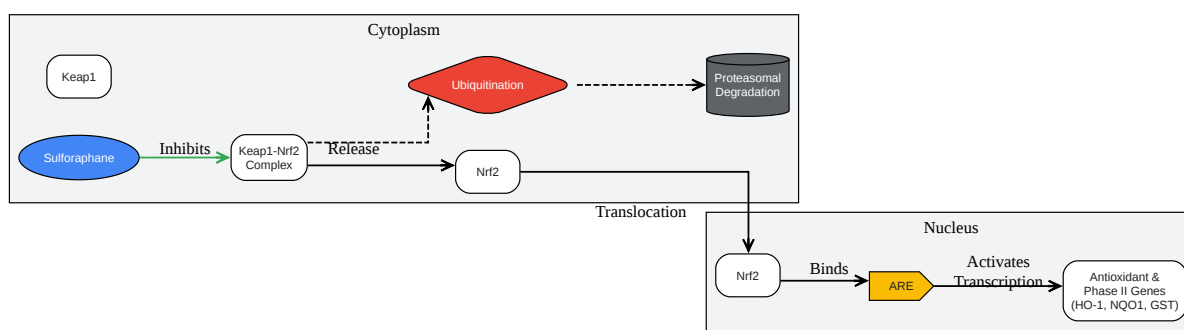 Cytoplasm
Keap1
Ubiquitination
Proteasomal
Degradation
Sulforaphane
Inhibits
Keap1-Nrf2
Complex
Release
Nrf2
Translocation
Nucleus
Nrf2
Binds
ARE
Activates
Transcription
Antioxidant &
Phase II Genes
(HO-1, NQO1, GST)